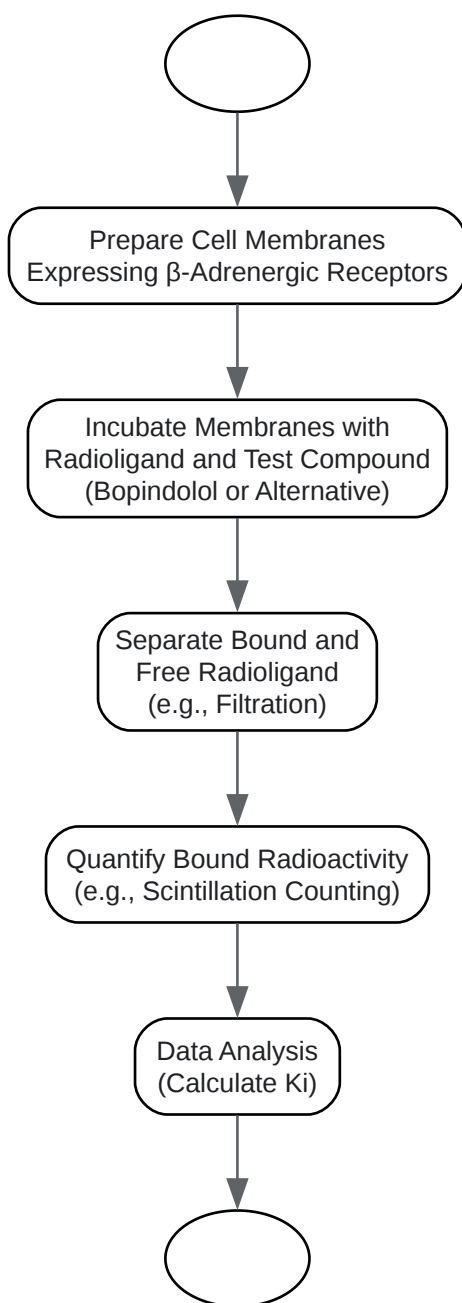 Prepare Cell Membranes
Expressing β-Adrenergic Receptors
Incubate Membranes with
Radioligand and Test Compound
(Bopindolol or Alternative)
Separate Bound and
Free Radioligand
(e.g., Filtration)
Quantify Bound Radioactivity
(e.g., Scintillation Counting)
Data Analysis
(Calculate Ki)